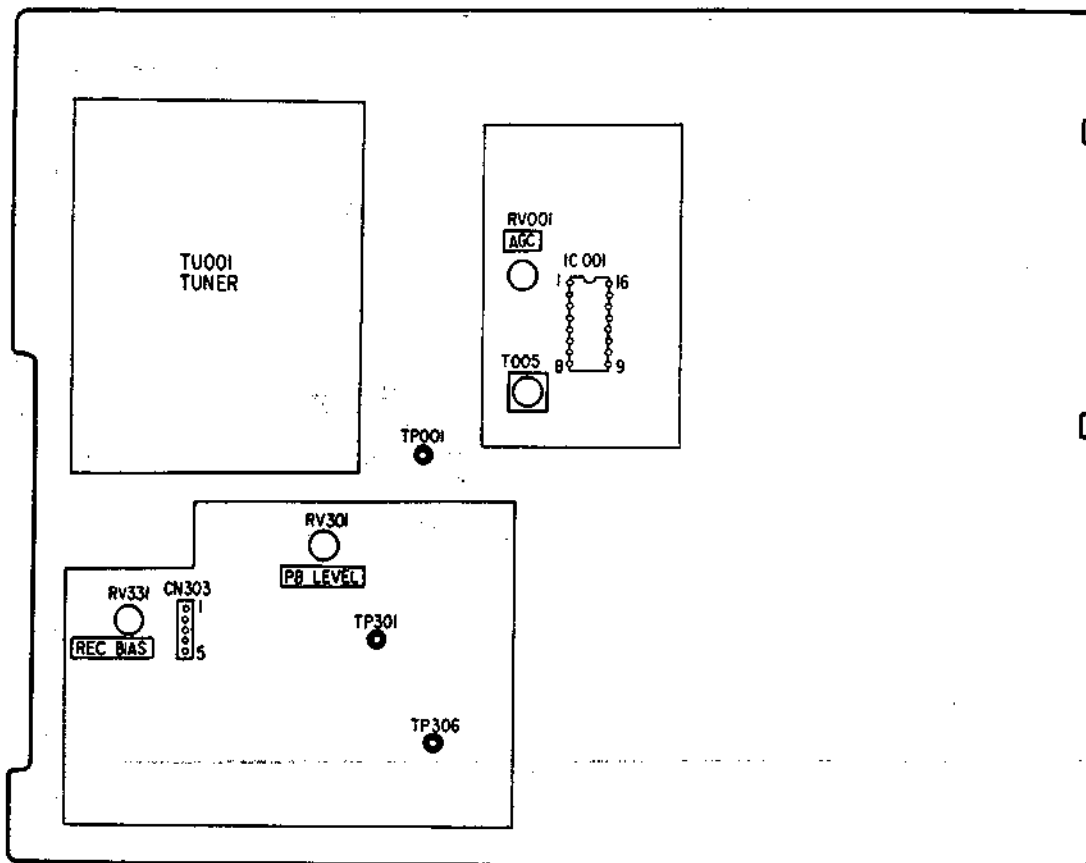 TU001
TUNER
RV001
AGC
IC 001
1
16
T005
8
9
TP001
RV301
PB LEVEL
RV331
CN303
1
REC BIAS
5
TP301
TP306